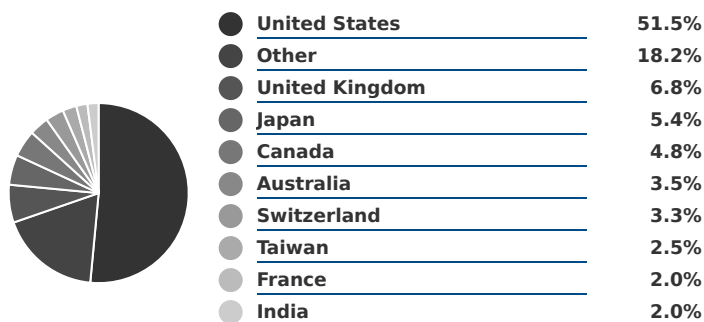 United States 51.5%
Other 18.2%
United Kingdom 6.8%
Japan 5.4%
Canada 4.8%
Australia 3.5%
Switzerland 3.3%
Taiwan 2.5%
France 2.0%
India 2.0%